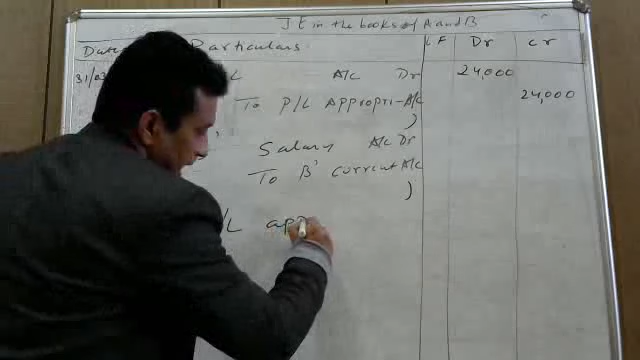 J E in the books of A and B
Date Particulars LF Dr Cr
31/03 L A/c Dr 24,000
To P/L Appropri-A/c 24,000
)
Salary A/c Dr
To B' Current A/c
)
/L app